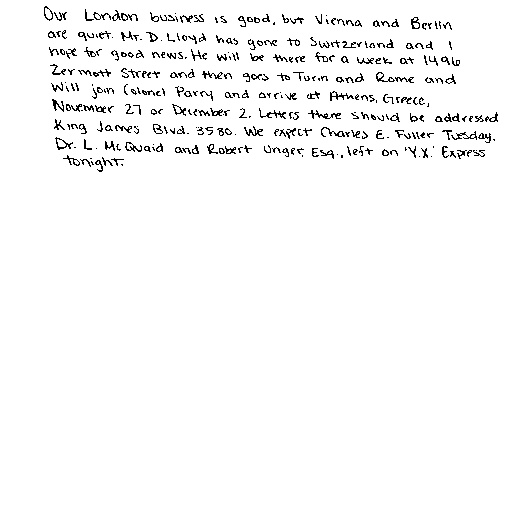 Our London business is good, but Vienna and Berlin
are quiet. Mr. D. Lloyd has gone to Switzerland and I
hope for good news. He will be there for a week at 1496
Zermott Street and then goes to Turin and Rome and
will join Colonel Parry and arrive at Athens, Greece,
November 27 or December 2. Letters there should be addressed
King James Blvd. 3580. We expect Charles E. Fuller Tuesday.
Dr. L. McQuaid and Robert Unger, Esq., left on 'Y.X.' Express
tonight.